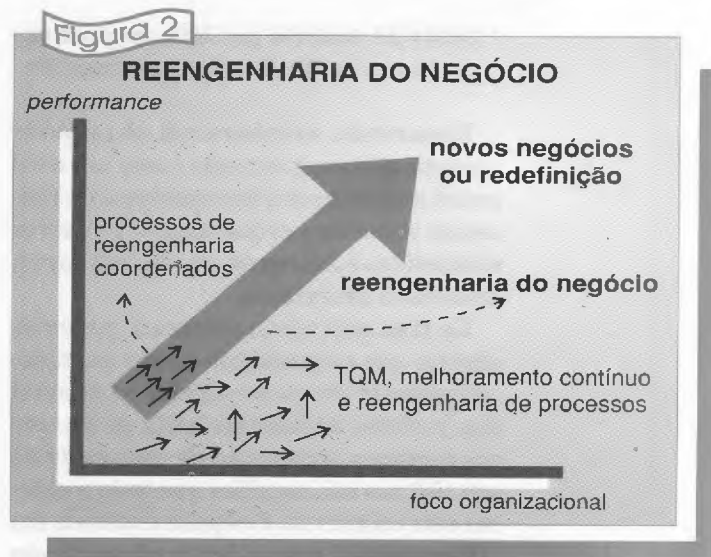 Figura 2
REENGENHARIA DO NEGÓCIO
performance
novos negócios
ou redefinição
processos de
reengenharia
coordenados
reengenharia do negócio
TQM, melhoramento contínuo
e reengenharia de processos
foco organizacional